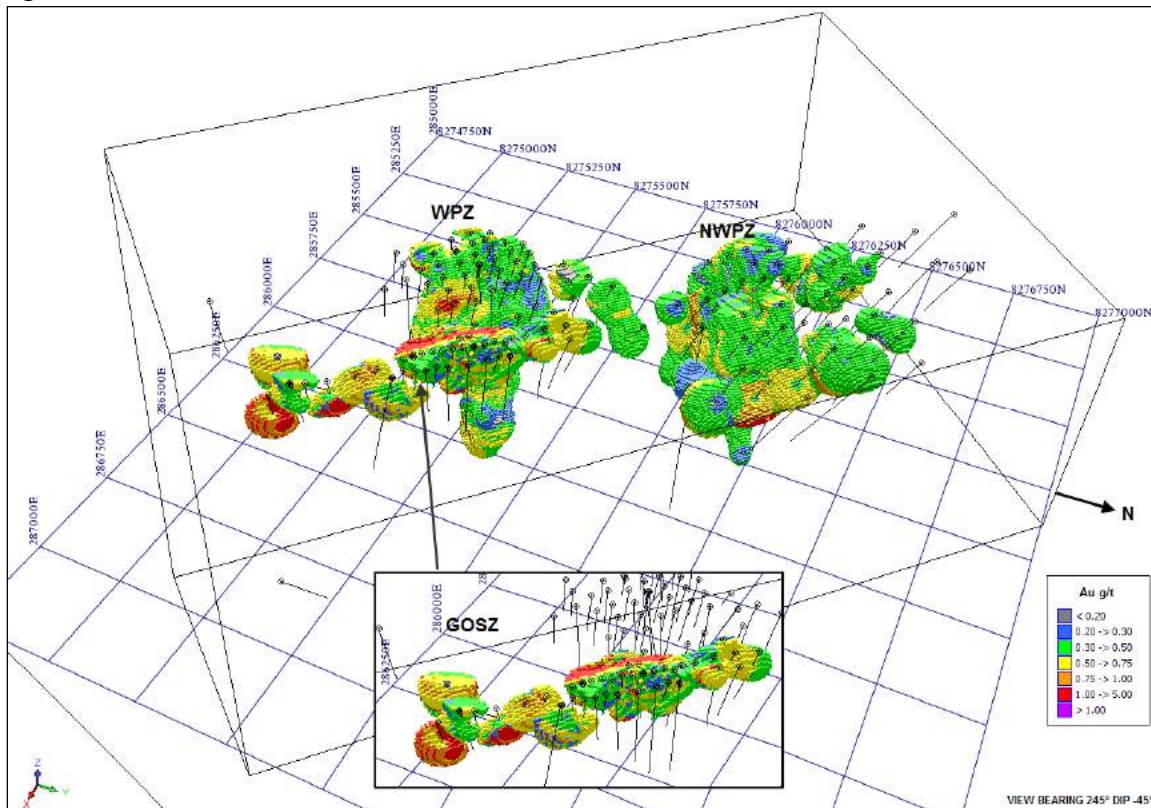 285000E
8274750N
285250E
8275000N
8275250N
285500E
8275500N
285750E
8275750N
WPZ
NWPZ
8276000N
286000E
8276250N
8276500N
286250E
8276750N
8277000N
286500E
286750E
287000E
N
GOSZ
286000E
286250E
Au g/t
< 0.20
0.20 -> 0.30
0.30 -> 0.50
0.50 -> 0.75
0.75 -> 1.00
1.00 -> 5.00
> 1.00
Z
Y
X
VIEW BEARING 245° DIP -45°